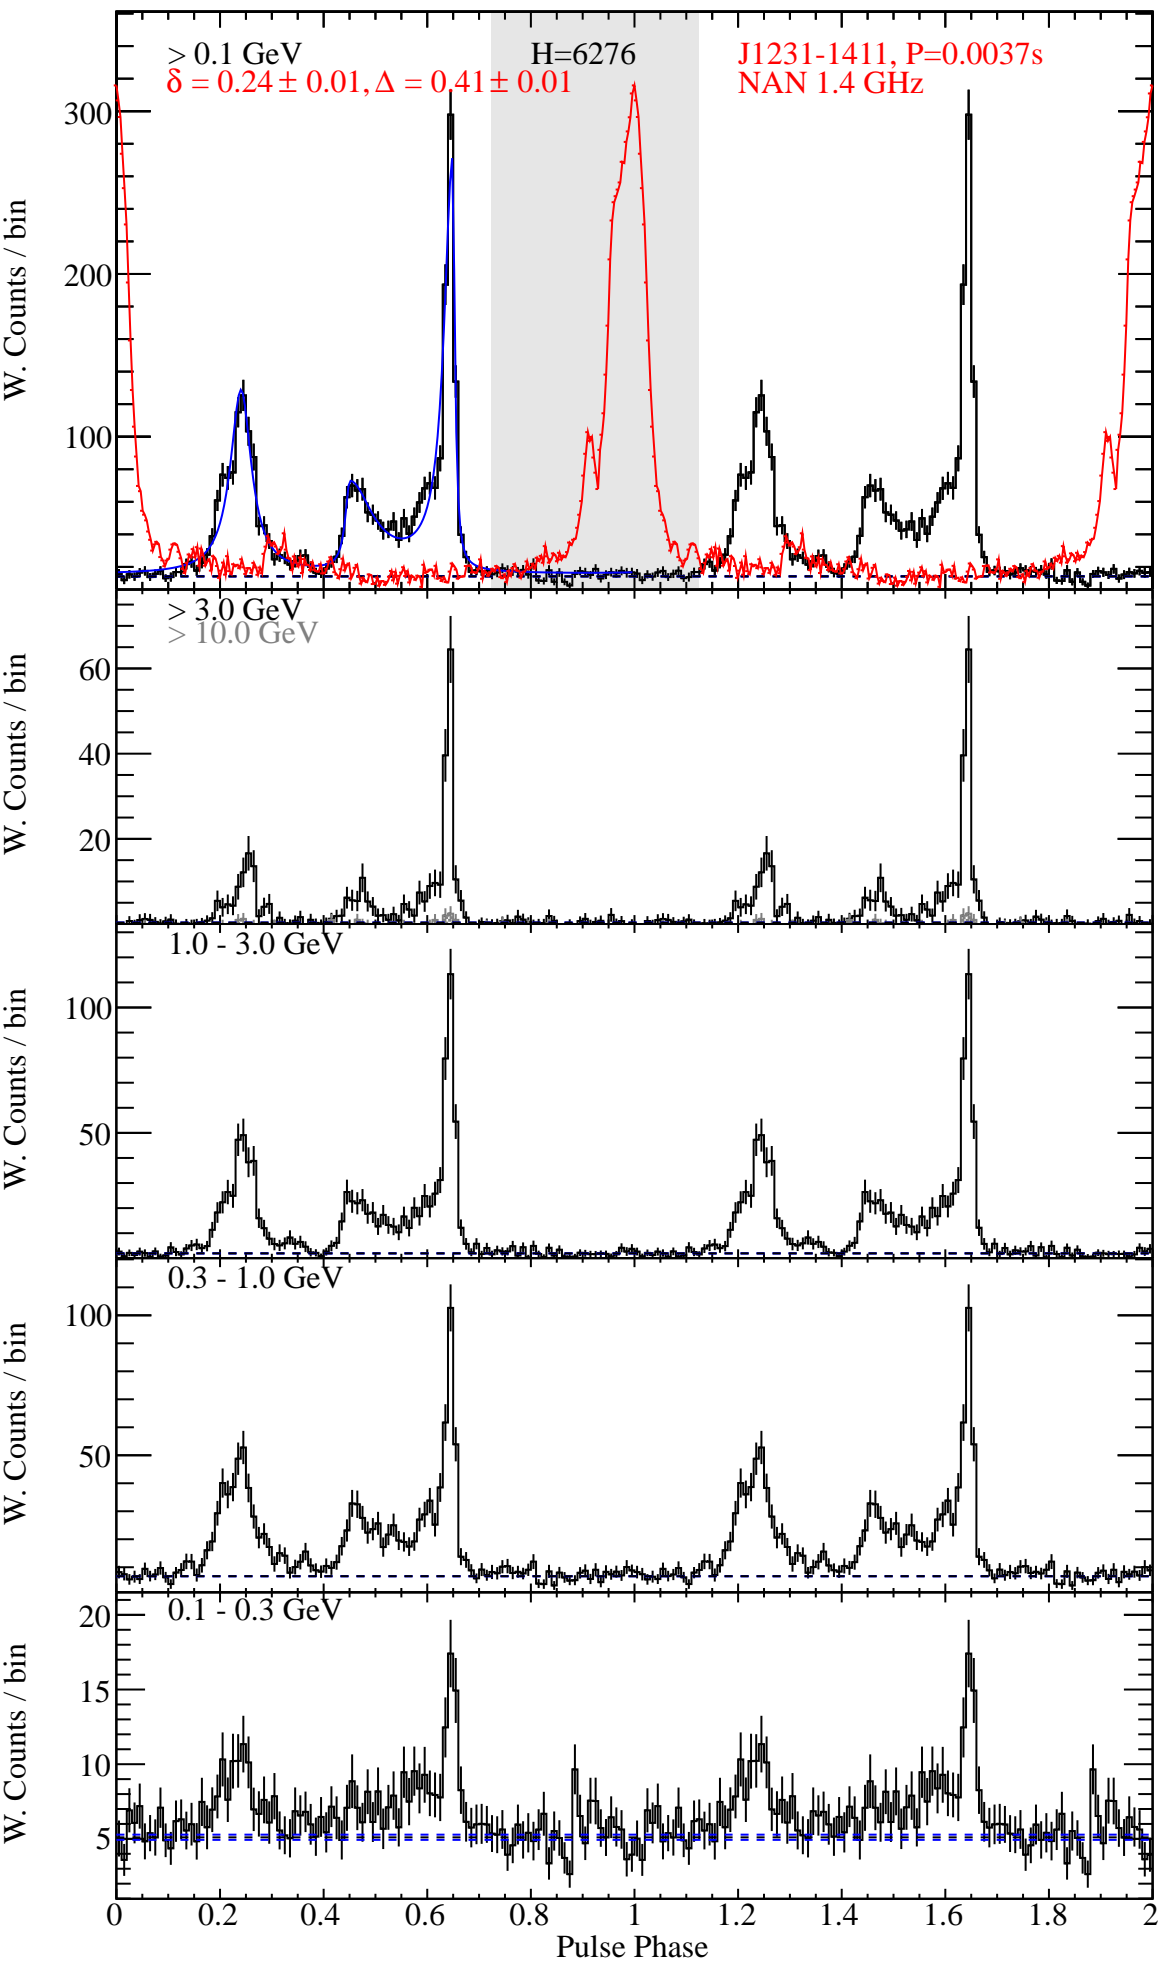 > 0.1 GeV
H=6276
J1231-1411, P=0.0037s
δ = 0.24 ± 0.01, Δ = 0.41 ± 0.01
NAN 1.4 GHz
300
200
100
W. Counts / bin
> 3.0 GeV
> 10.0 GeV
60
40
20
W. Counts / bin
1.0 - 3.0 GeV
100
50
W. Counts / bin
0.3 - 1.0 GeV
100
50
W. Counts / bin
0.1 - 0.3 GeV
20
15
10
5
W. Counts / bin
0 0.2 0.4 0.6 0.8 1 1.2 1.4 1.6 1.8 2
Pulse Phase